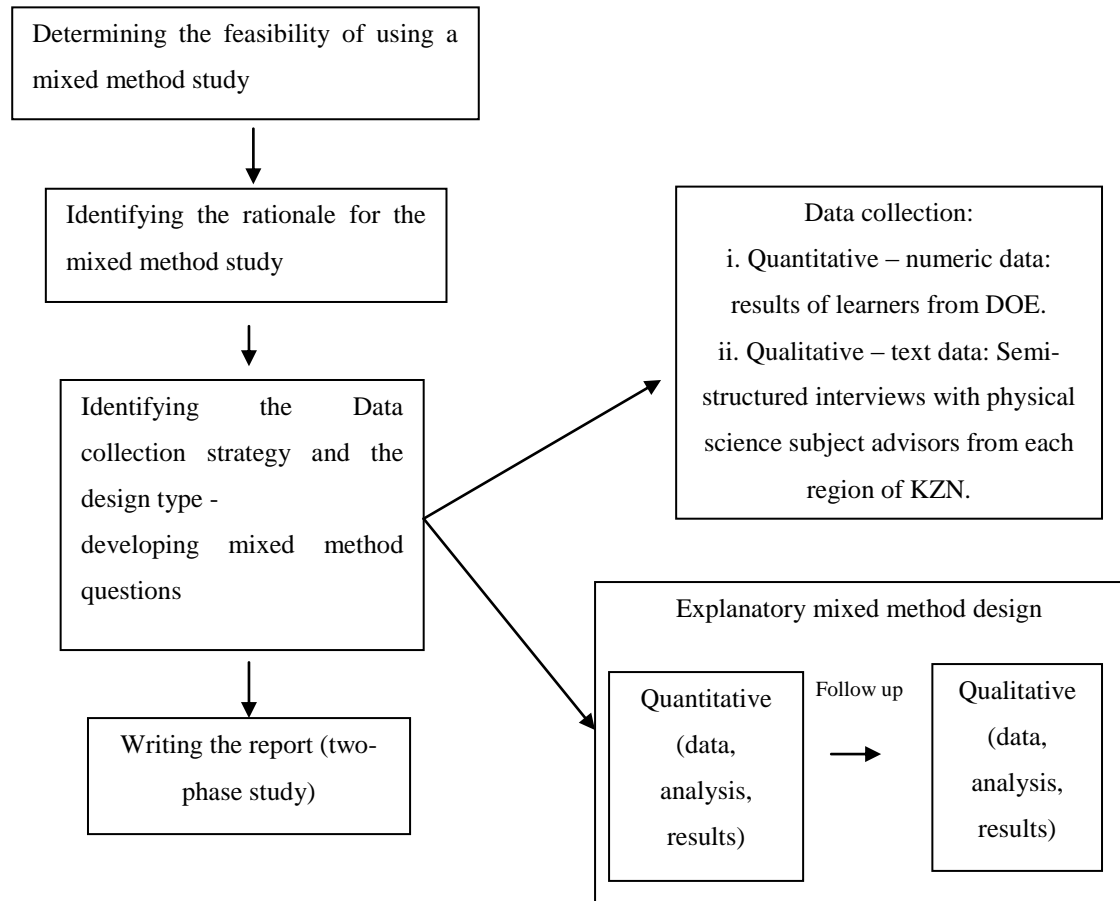 Determining the feasibility of using a
mixed method study
Identifying the rationale for the
mixed method study
Identifying the Data
collection strategy and the
design type -
developing mixed method
questions
Writing the report (two-
phase study)
Data collection:
i. Quantitative – numeric data:
results of learners from DOE.
ii. Qualitative – text data: Semi-
structured interviews with physical
science subject advisors from each
region of KZN.
Explanatory mixed method design
Quantitative
(data,
analysis,
results)
Follow up
Qualitative
(data,
analysis,
results)